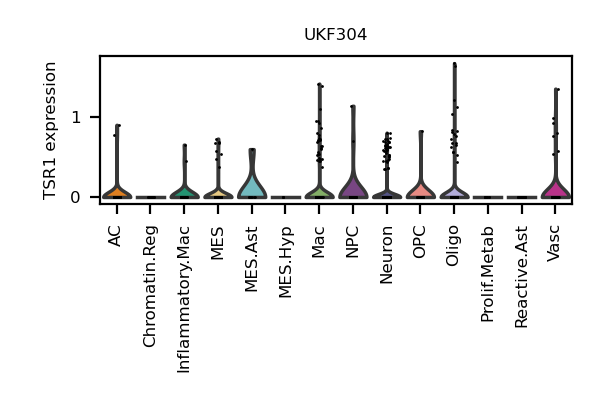 UKF304
TSR1 expression
1
0
AC
Chromatin.Reg
Inflammatory.Mac
MES
MES.Ast
MES.Hyp
Mac
NPC
Neuron
OPC
Oligo
Prolif.Metab
Reactive.Ast
Vasc